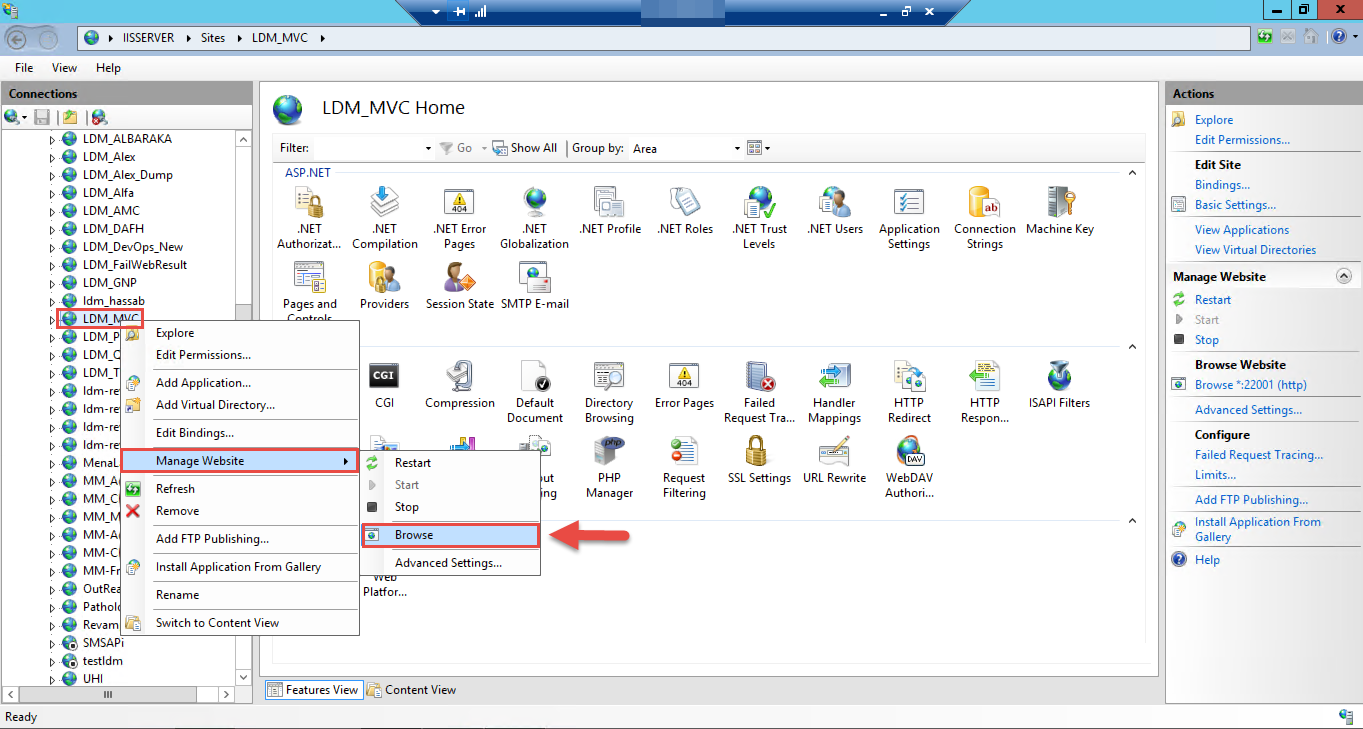 IISERVER Sites LDM_MVC
File View Help
Connections
LDM_ALBARAKA
LDM_Alex
LDM_Alex_Dump
LDM_Alfa
LDM_AMC
LDM_DAFH
LDM_DevOps_New
LDM_FailWebResult
LDM_GNP
ldm_hassab
LDM_MVC
LDM_P
LDM_T
ldm-re
ldm-re
ldm-re
ldm-re
MenaL
MM_A
MM_C
MM_M
MM-A
MM-C
MM-Fr
OutRea
Patholo
Revam
SMSAPi
testldm
UHI
Explore
Edit Permissions...
Add Application...
Add Virtual Directory...
Edit Bindings...
Manage Website
Refresh
Remove
Add FTP Publishing...
Install Application From Gallery
Rename
Switch to Content View
Restart
Start
Stop
Browse
Advanced Settings...
LDM_MVC Home
Filter: Go Show All Group by: Area
ASP.NET
.NET Authorizat...
.NET Compilation
.NET Error Pages
.NET Globalization
.NET Profile
.NET Roles
.NET Trust Levels
.NET Users
Application Settings
Connection Strings
Machine Key
Pages and Controls
Providers
Session State
SMTP E-mail
CGI
CGI
Compression
Default Document
Directory Browsing
404
Error Pages
Failed Request Tra...
Handler Mappings
HTTP Redirect
HTTP Respon...
ISAPI Filters
PHP Manager
Request Filtering
SSL Settings
URL Rewrite
WebDAV Authori...
Web Platfor...
Features View Content View
Actions
Explore
Edit Permissions...
Edit Site
Bindings...
Basic Settings...
View Applications
View Virtual Directories
Manage Website
Restart
Start
Stop
Browse Website
Browse *:22001 (http)
Advanced Settings...
Configure
Failed Request Tracing...
Limits...
Add FTP Publishing...
Install Application From
Gallery
Help
Ready